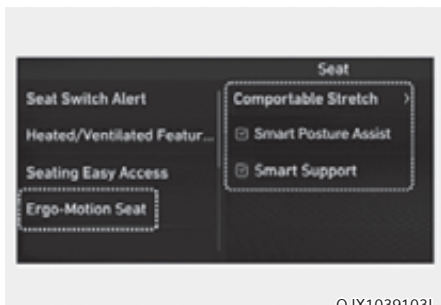 Seat
Seat Switch Alert
Heated/Ventilated Featur...
Seating Easy Access
Ergo-Motion Seat
Comportable Stretch >
Smart Posture Assist
Smart Support
OJX1039103L